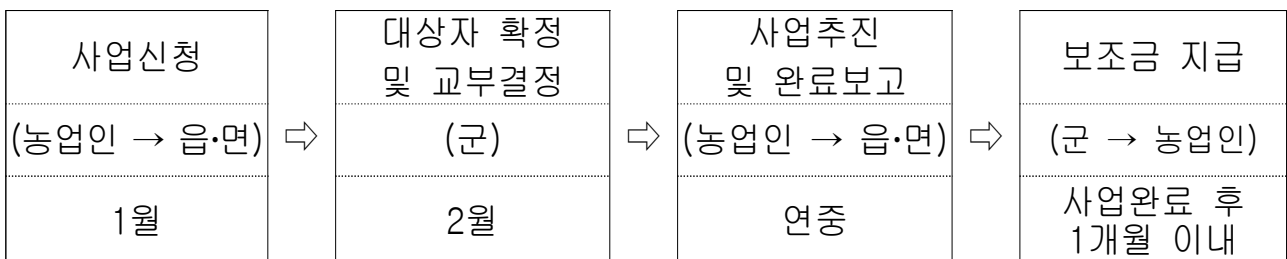 사업신청
(농업인 → 읍·면)
1월
⇨
대상자 확정
및 교부결정
(군)
2월
⇨
사업추진
및 완료보고
(농업인 → 읍·면)
연중
⇨
보조금 지급
(군 → 농업인)
사업완료 후
1개월 이내